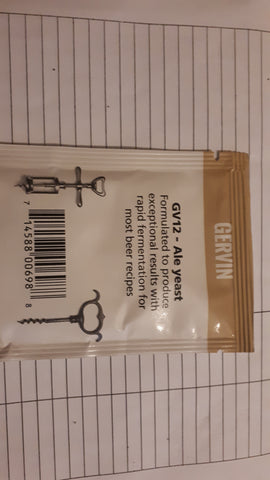 GERVIN
GV12 - Ale yeast
Formulated to produce
exceptional results with
rapid fermentation for
most beer recipes
7 14588 00698 8